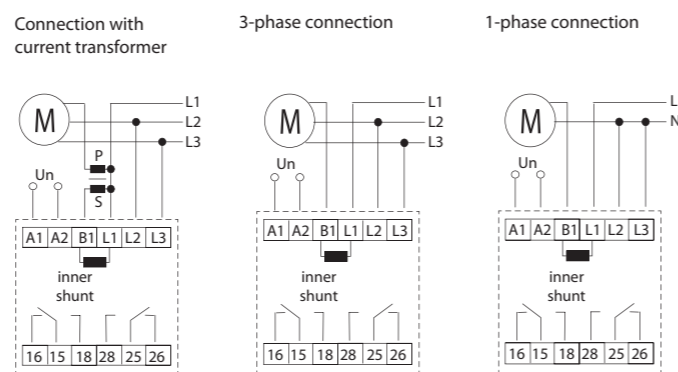 Connection with
current transformer
M
L1
L2
L3
P
S
Un
A1 A2 B1 L1 L2 L3
inner
shunt
16 15 18 28 25 26
3-phase connection
M
L1
L2
L3
Un
A1 A2 B1 L1 L2 L3
inner
shunt
16 15 18 28 25 26
1-phase connection
M
L
N
Un
A1 A2 B1 L1 L2 L3
inner
shunt
16 15 18 28 25 26